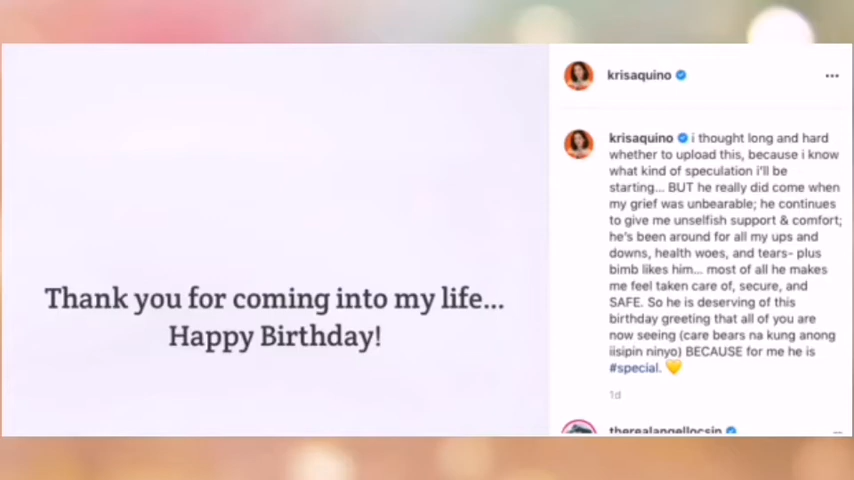 Thank you for coming into my life...
Happy Birthday!
krisaquino
krisaquino i thought long and hard
whether to upload this, because i know
what kind of speculation i'll be
starting... BUT he really did come when
my grief was unbearable; he continues
to give me unselfish support & comfort;
he's been around for all my ups and
downs, health woes, and tears- plus
bimb likes him... most of all he makes
me feel taken care of, secure, and
SAFE. So he is deserving of this
birthday greeting that all of you are
now seeing (care bears na kung anong
iisipin ninyo) BECAUSE for me he is
#special. 💛
1d
therealangellocsin